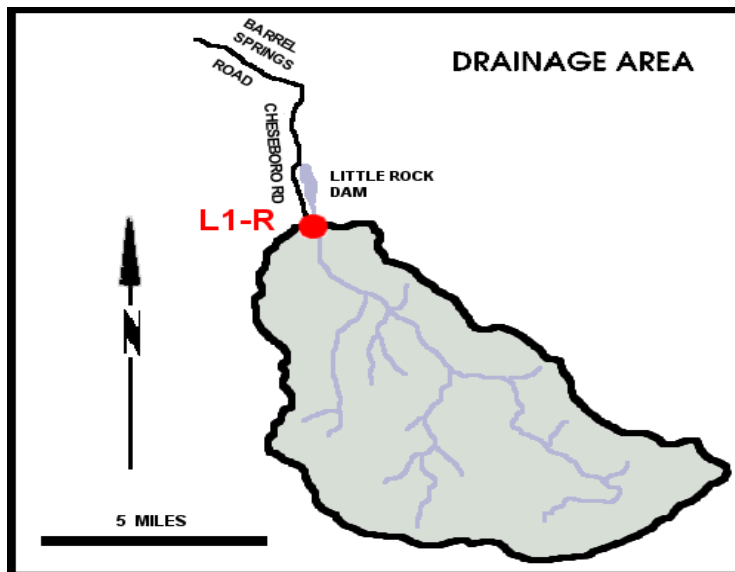 BARREL
SPRINGS
ROAD
DRAINAGE AREA
CHESEBORO RD
LITTLE ROCK
DAM
L1-R
N
5 MILES